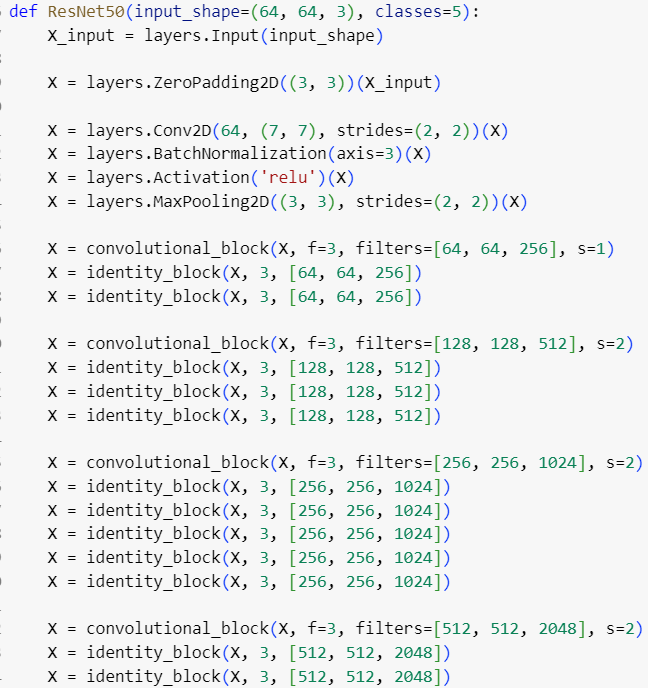 def ResNet50(input_shape=(64, 64, 3), classes=5):
    X_input = layers.Input(input_shape)

    X = layers.ZeroPadding2D((3, 3))(X_input)

    X = layers.Conv2D(64, (7, 7), strides=(2, 2))(X)
    X = layers.BatchNormalization(axis=3)(X)
    X = layers.Activation('relu')(X)
    X = layers.MaxPooling2D((3, 3), strides=(2, 2))(X)

    X = convolutional_block(X, f=3, filters=[64, 64, 256], s=1)
    X = identity_block(X, 3, [64, 64, 256])
    X = identity_block(X, 3, [64, 64, 256])

    X = convolutional_block(X, f=3, filters=[128, 128, 512], s=2)
    X = identity_block(X, 3, [128, 128, 512])
    X = identity_block(X, 3, [128, 128, 512])
    X = identity_block(X, 3, [128, 128, 512])

    X = convolutional_block(X, f=3, filters=[256, 256, 1024], s=2)
    X = identity_block(X, 3, [256, 256, 1024])
    X = identity_block(X, 3, [256, 256, 1024])
    X = identity_block(X, 3, [256, 256, 1024])
    X = identity_block(X, 3, [256, 256, 1024])
    X = identity_block(X, 3, [256, 256, 1024])

    X = convolutional_block(X, f=3, filters=[512, 512, 2048], s=2)
    X = identity_block(X, 3, [512, 512, 2048])
    X = identity_block(X, 3, [512, 512, 2048])